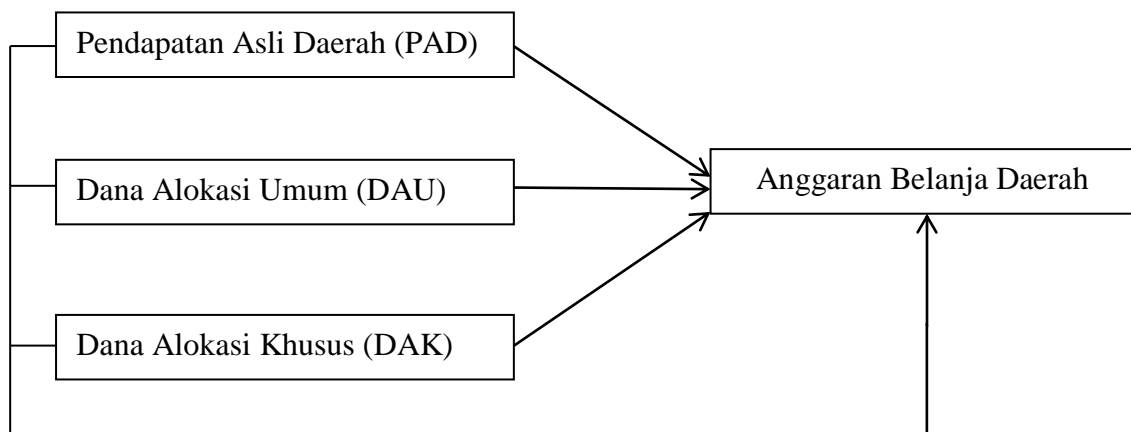 Pendapatan Asli Daerah (PAD)
Dana Alokasi Umum (DAU)
Anggaran Belanja Daerah
Dana Alokasi Khusus (DAK)